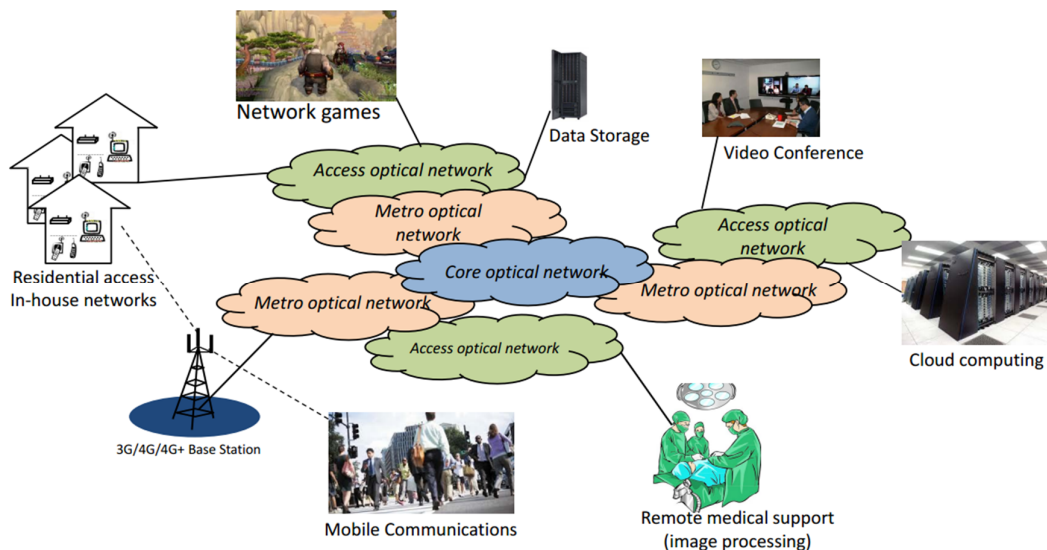 Network games
Data Storage
Video Conference
Access optical network
Metro optical
network
Access optical
network
Core optical network
Residential access
In-house networks
Metro optical network
Metro optical network
Access optical network
Cloud computing
3G/4G/4G+ Base Station
Mobile Communications
Remote medical support
(image processing)